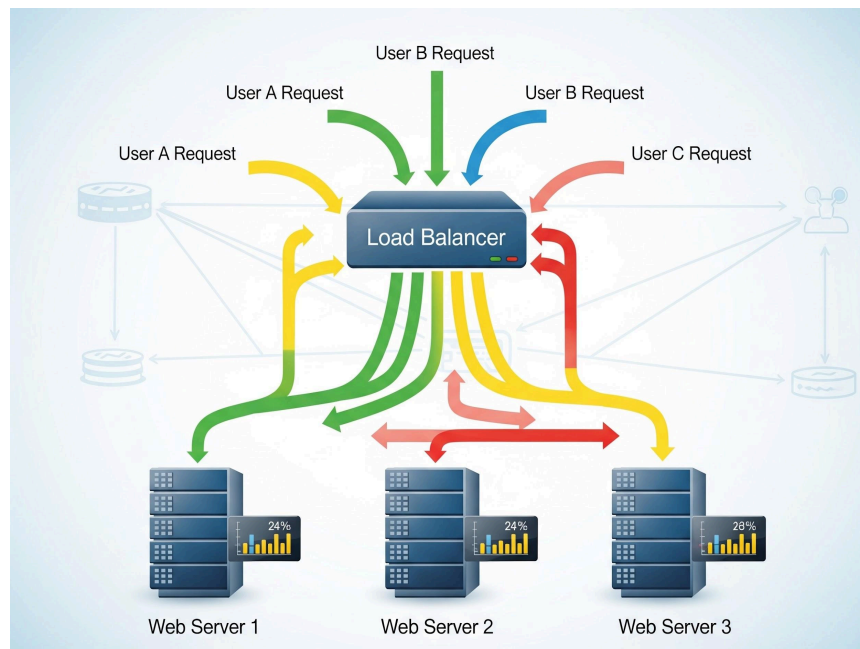 User B Request
User A Request
User B Request
User A Request
User C Request
Load Balancer
24%
24%
28%
Web Server 1
Web Server 2
Web Server 3